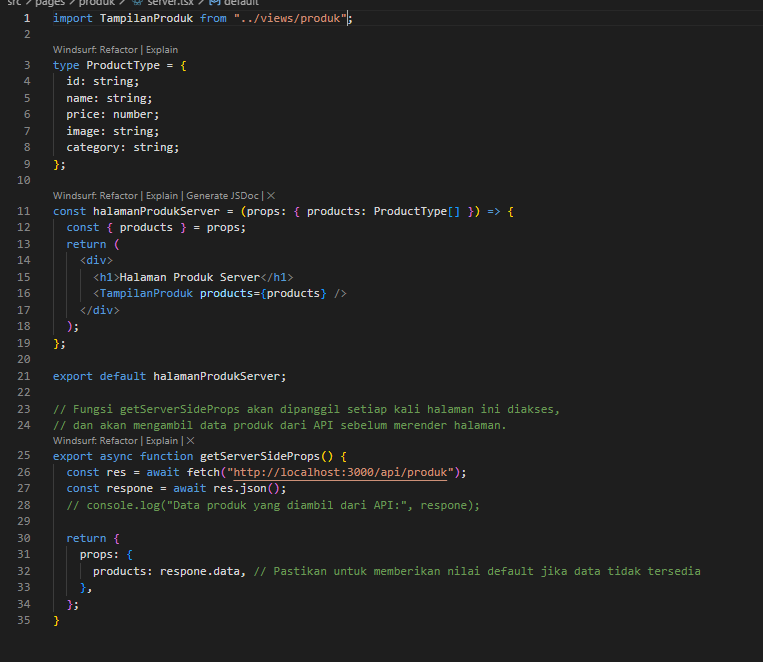 src > pages > produk > server.tsx > default
1 import TampilanProduk from "../views/produk";
2
Windsurf: Refactor | Explain
3 type ProductType = {
4 id: string;
5 name: string;
6 price: number;
7 image: string;
8 category: string;
9 };
10
Windsurf: Refactor | Explain | Generate JSDoc | ×
11 const halamanProdukServer = (props: { products: ProductType[] }) => {
12 const { products } = props;
13 return (
14 <div>
15 <h1>Halaman Produk Server</h1>
16 <TampilanProduk products={products} />
17 </div>
18 );
19 };
20
21 export default halamanProdukServer;
22
23 // Fungsi getServerSideProps akan dipanggil setiap kali halaman ini diakses,
24 // dan akan mengambil data produk dari API sebelum merender halaman.
Windsurf: Refactor | Explain | ×
25 export async function getServerSideProps() {
26 const res = await fetch("http://localhost:3000/api/produk");
27 const respone = await res.json();
28 // console.log("Data produk yang diambil dari API:", respone);
29
30 return {
31 props: {
32 products: respone.data, // Pastikan untuk memberikan nilai default jika data tidak tersedia
33 },
34 };
35 }